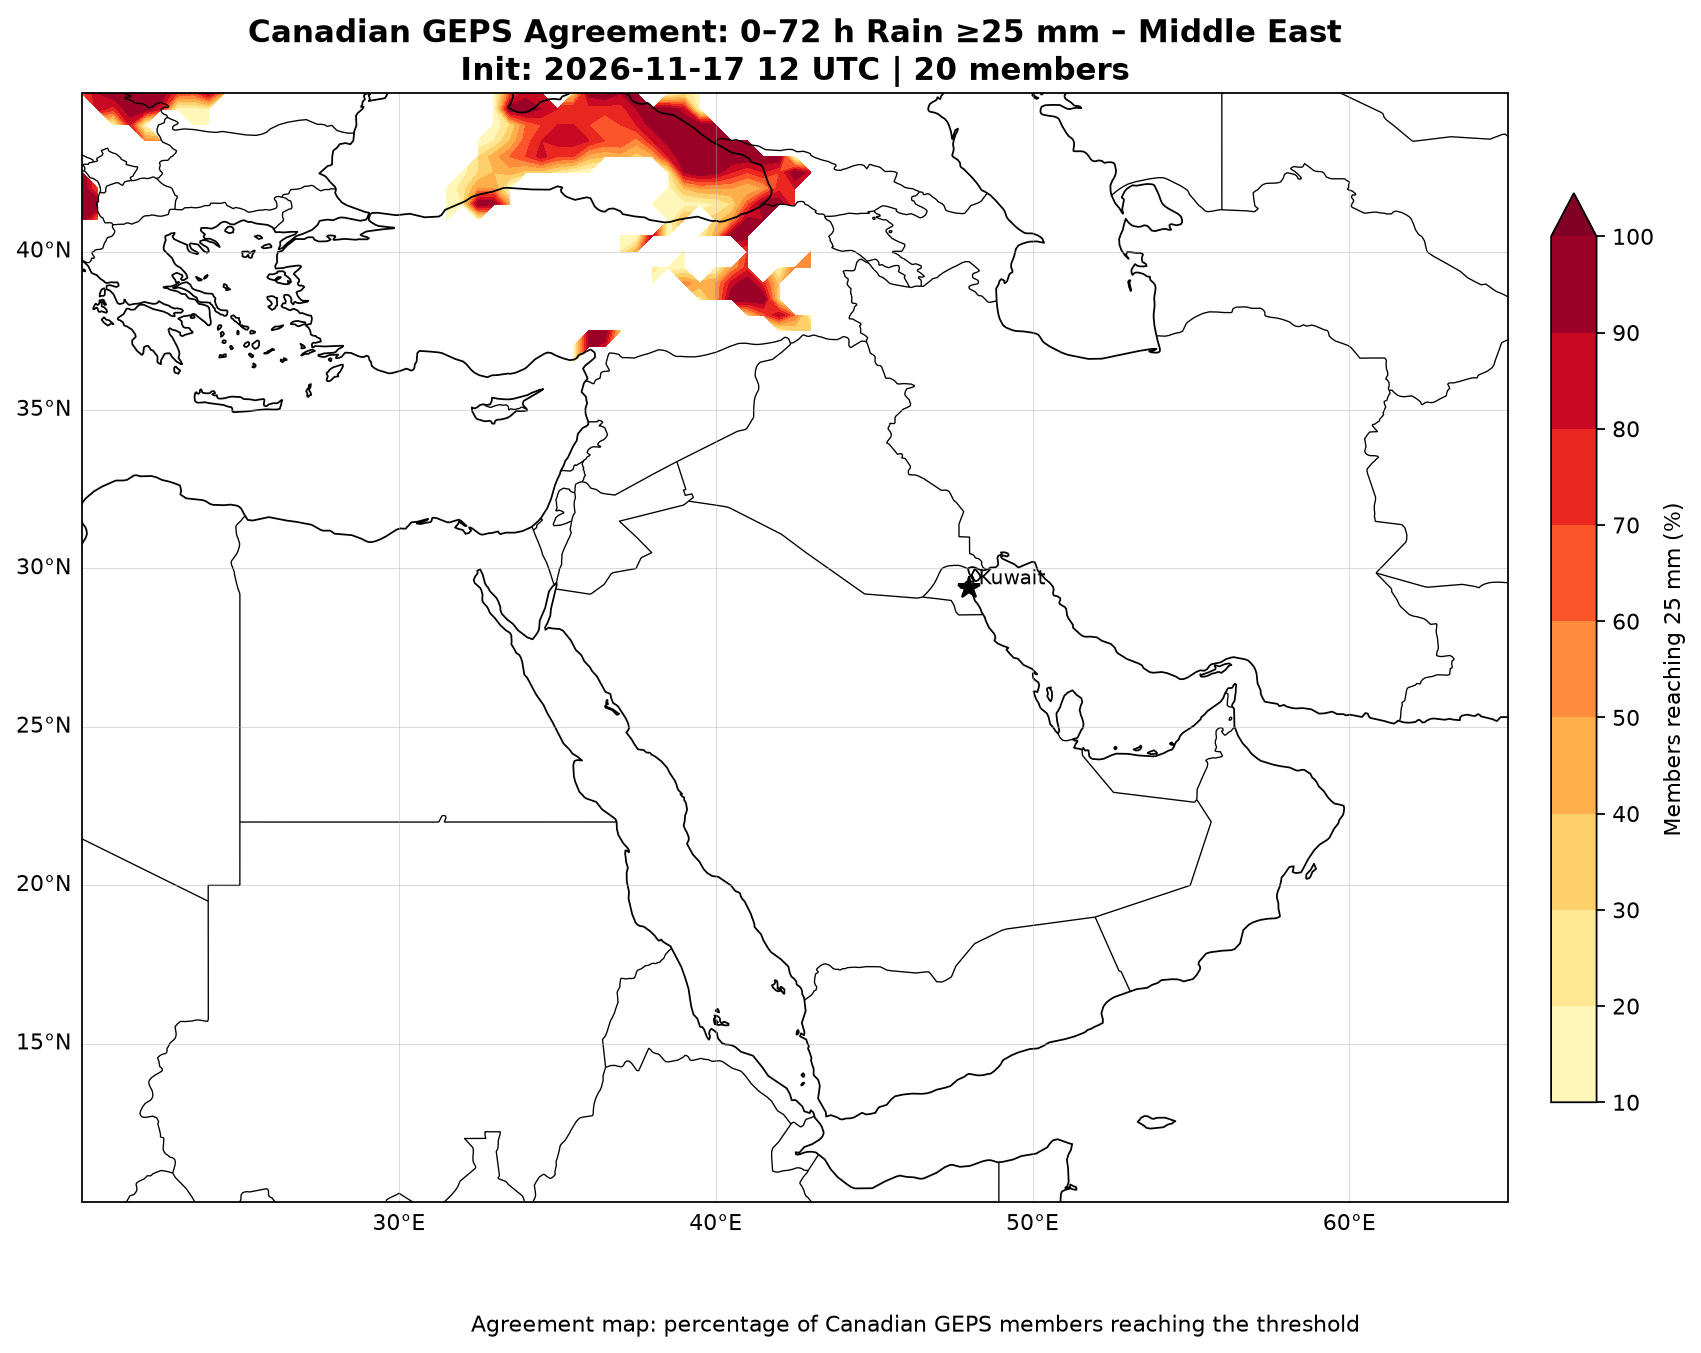 Canadian GEPS Agreement: 0–72 h Rain ≥25 mm – Middle East
Init: 2026-11-17 12 UTC | 20 members
40°N
35°N
30°N
25°N
20°N
15°N
30°E
40°E
50°E
60°E
Kuwait
100
90
80
70
60
50
40
30
20
10
Members reaching 25 mm (%)
Agreement map: percentage of Canadian GEPS members reaching the threshold